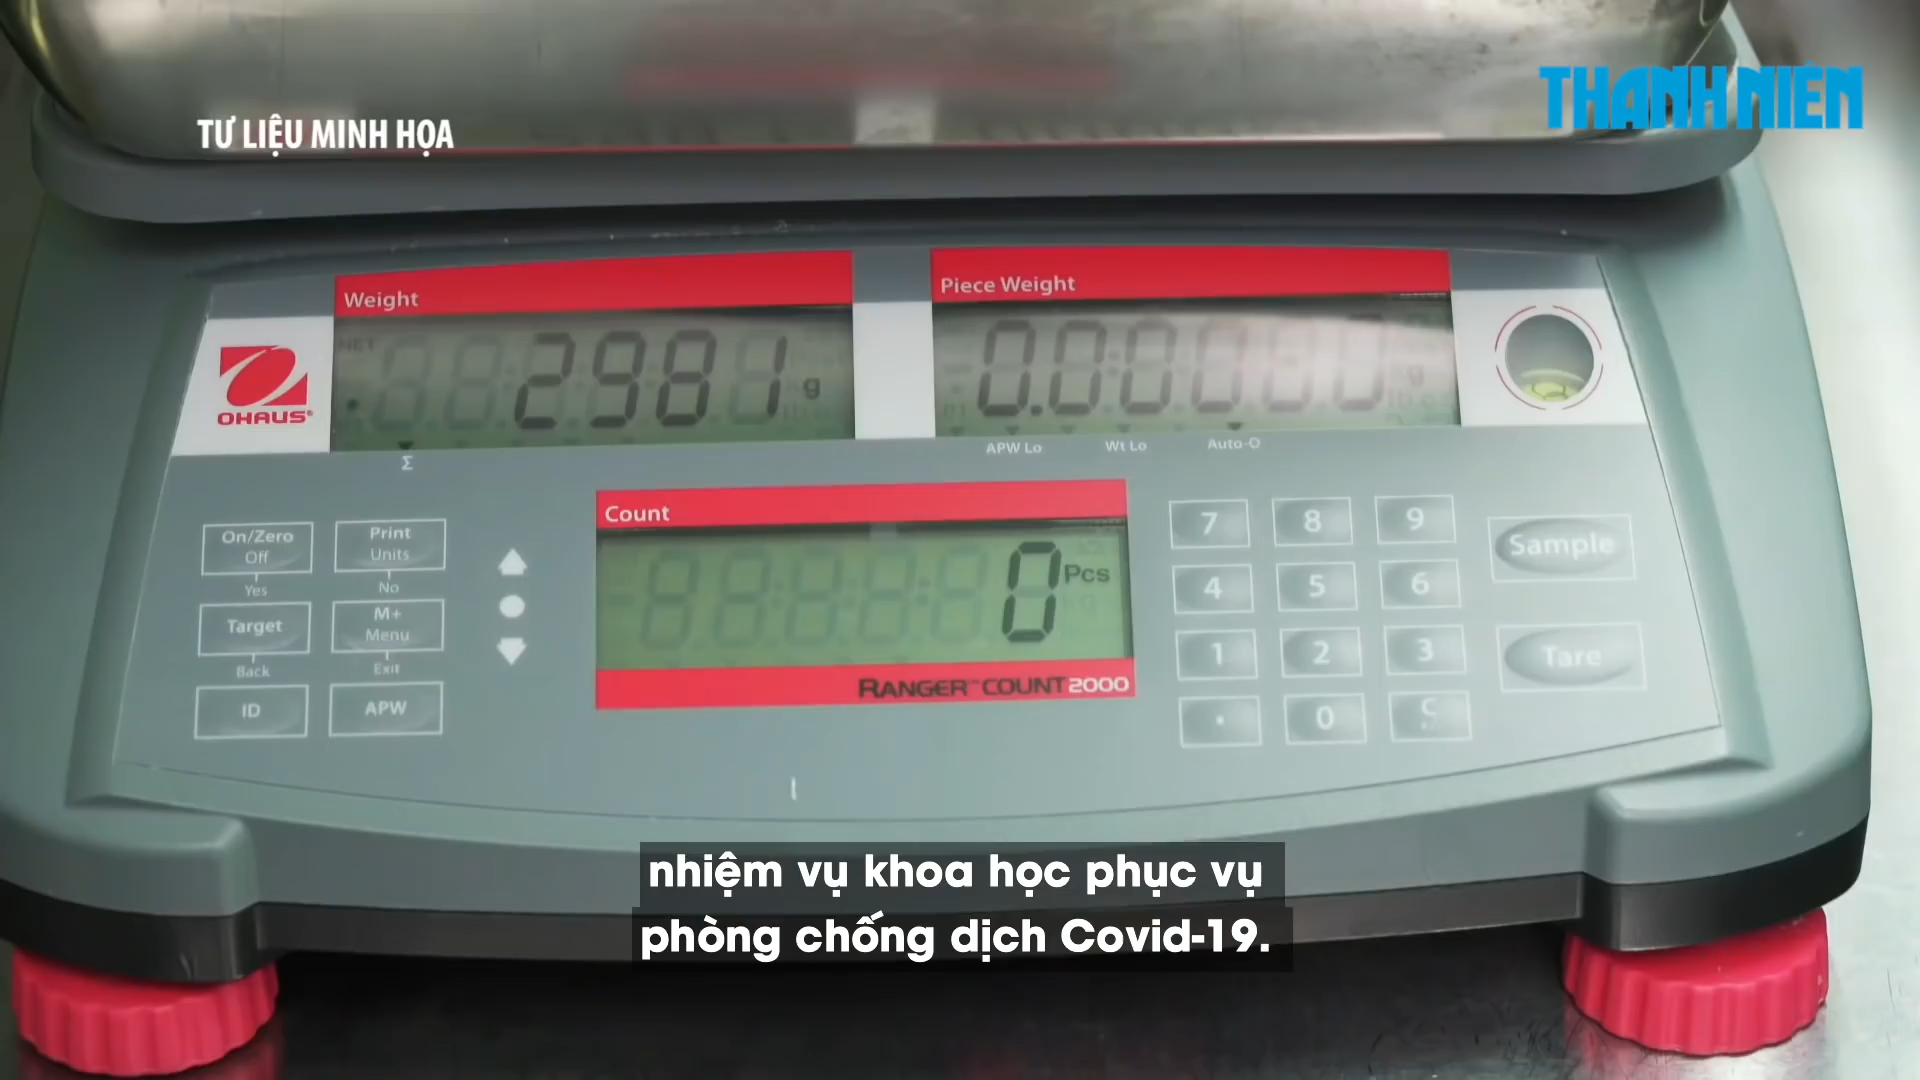 THANH NIÊN
TƯ LIỆU MINH HỌA
Weight
Piece Weight
NET
2981 g
0.00000
g
OHAUS®
Σ
APW Lo
Wt Lo
Auto-O
Count
0 Pcs
RANGER™ COUNT 2000
On/Zero
Off
Print
Units
Yes
No
Target
M+
Menu
Back
Exit
ID
APW
7 8 9
4 5 6
1 2 3
. 0 C
Sample
Tare
nhiệm vụ khoa học phục vụ
phòng chống dịch Covid-19.